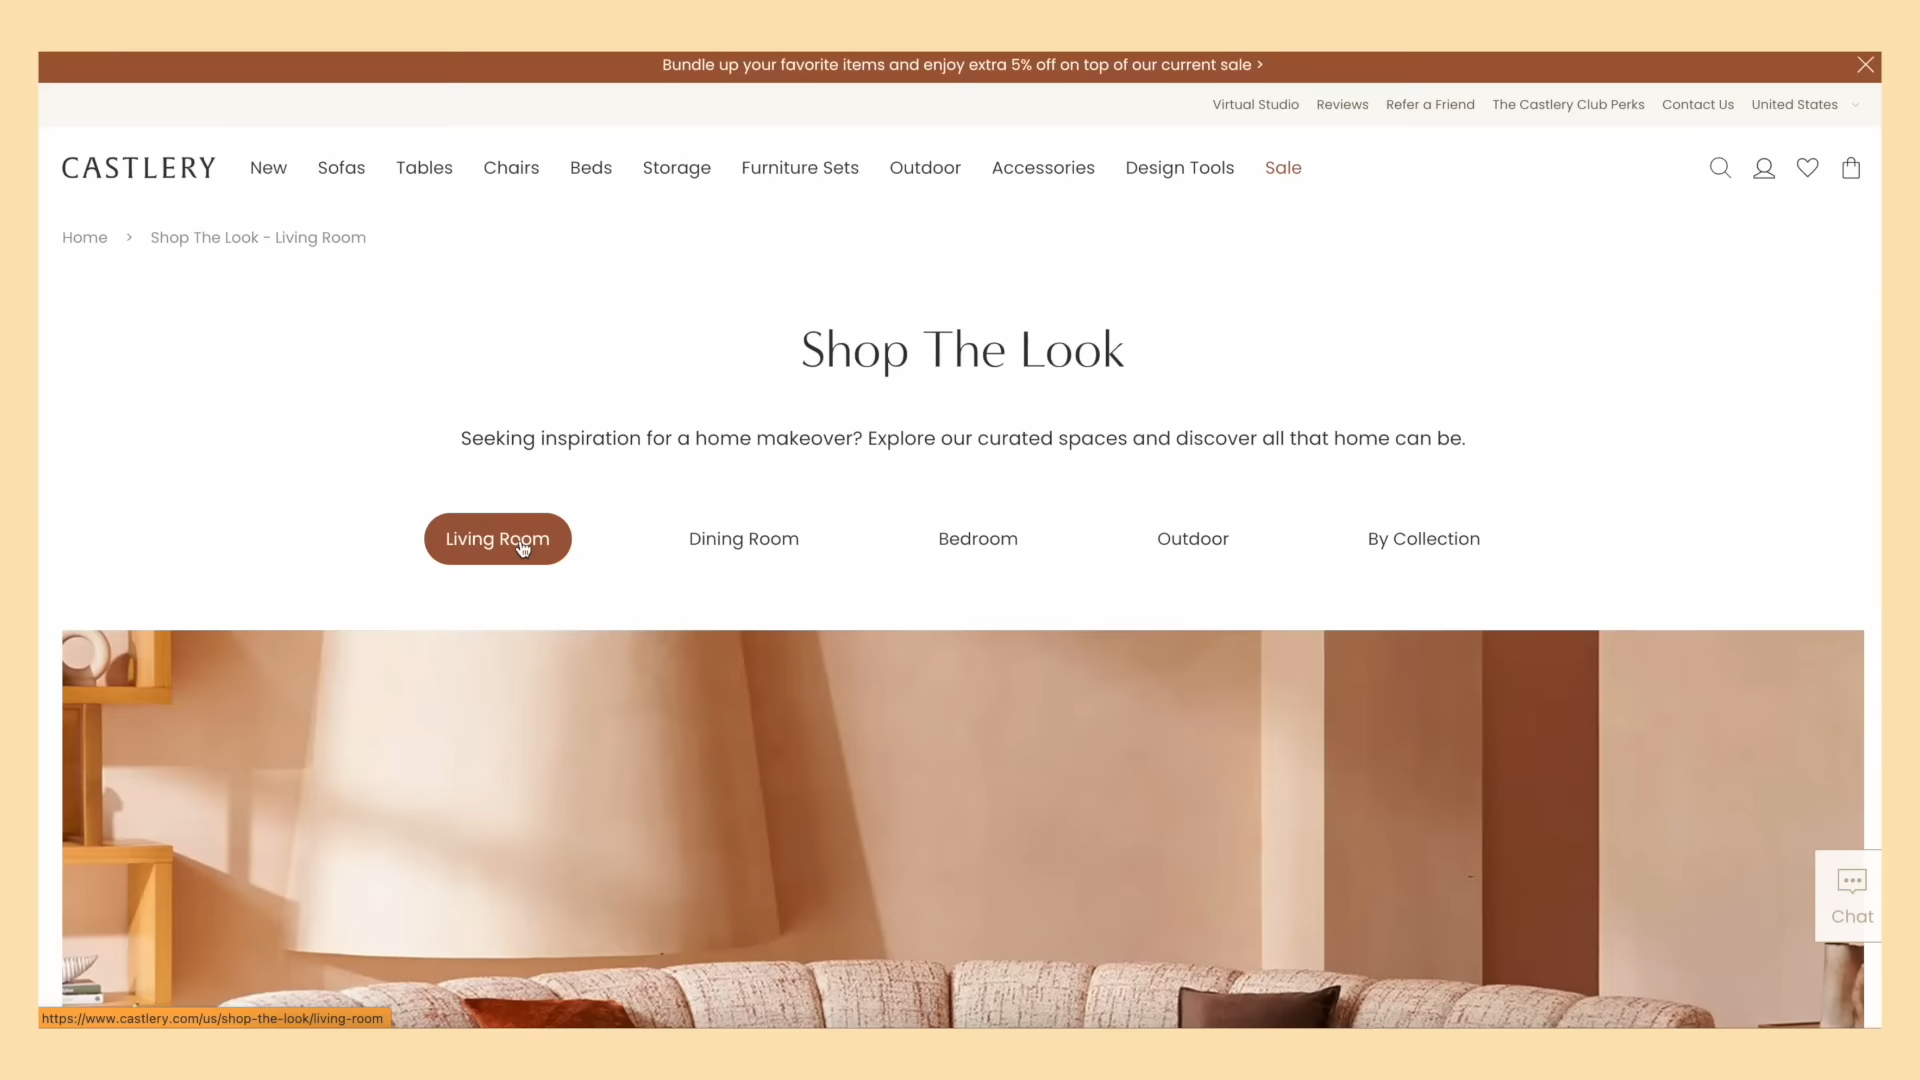 Bundle up your favorite items and enjoy extra 5% off on top of our current sale >
Virtual Studio Reviews Refer a Friend The Castlery Club Perks Contact Us United States
CASTLERY New Sofas Tables Chairs Beds Storage Furniture Sets Outdoor Accessories Design Tools Sale
Home > Shop The Look - Living Room
Shop The Look
Seeking inspiration for a home makeover? Explore our curated spaces and discover all that home can be.
Living Room Dining Room Bedroom Outdoor By Collection
Chat
https://www.castlery.com/us/shop-the-look/living-room